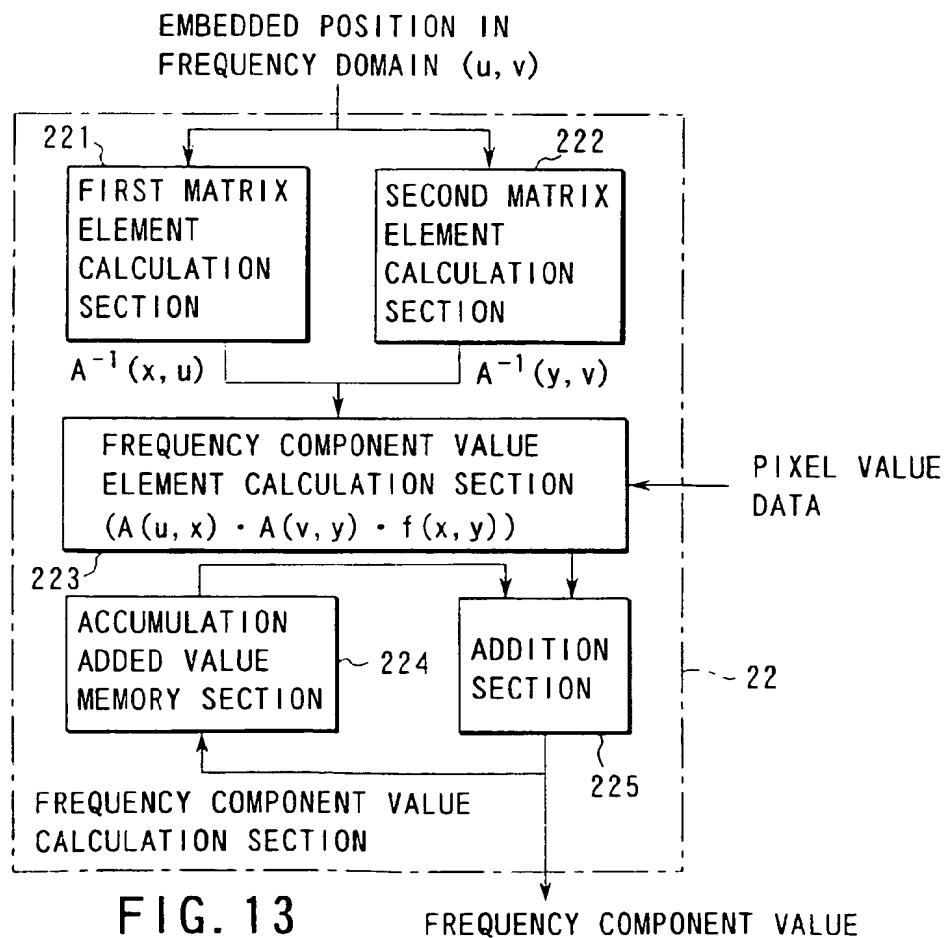 EMBEDDED POSITION IN
FREQUENCY DOMAIN (u, v)
221
222
FIRST MATRIX
ELEMENT
CALCULATION
SECTION
SECOND MATRIX
ELEMENT
CALCULATION
SECTION
A⁻¹(x, u)
A⁻¹(y, v)
FREQUENCY COMPONENT VALUE
ELEMENT CALCULATION SECTION
(A(u, x) · A(v, y) · f(x, y))
PIXEL VALUE
DATA
223
ACCUMULATION
ADDED VALUE
MEMORY SECTION
224
ADDITION
SECTION
22
225
FREQUENCY COMPONENT VALUE
CALCULATION SECTION
FIG. 13
FREQUENCY COMPONENT VALUE